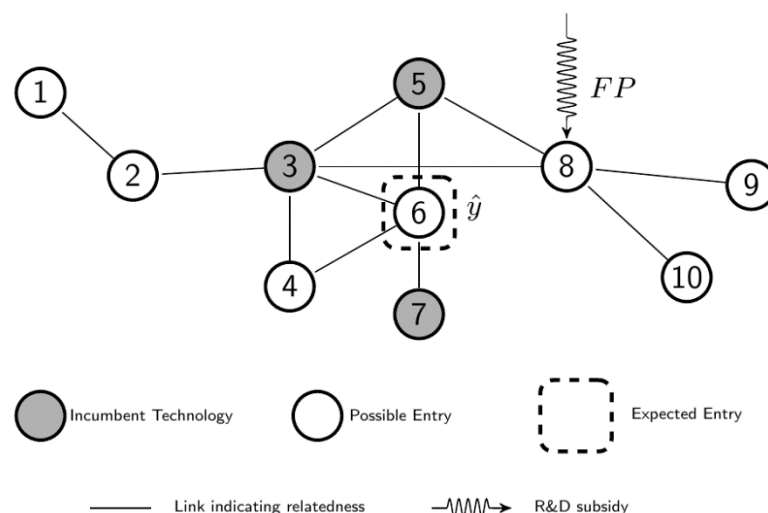 1
2
3
4
5
6
ŷ
7
8
FP
9
10
Incumbent Technology
Possible Entry
Expected Entry
Link indicating relatedness
R&D subsidy